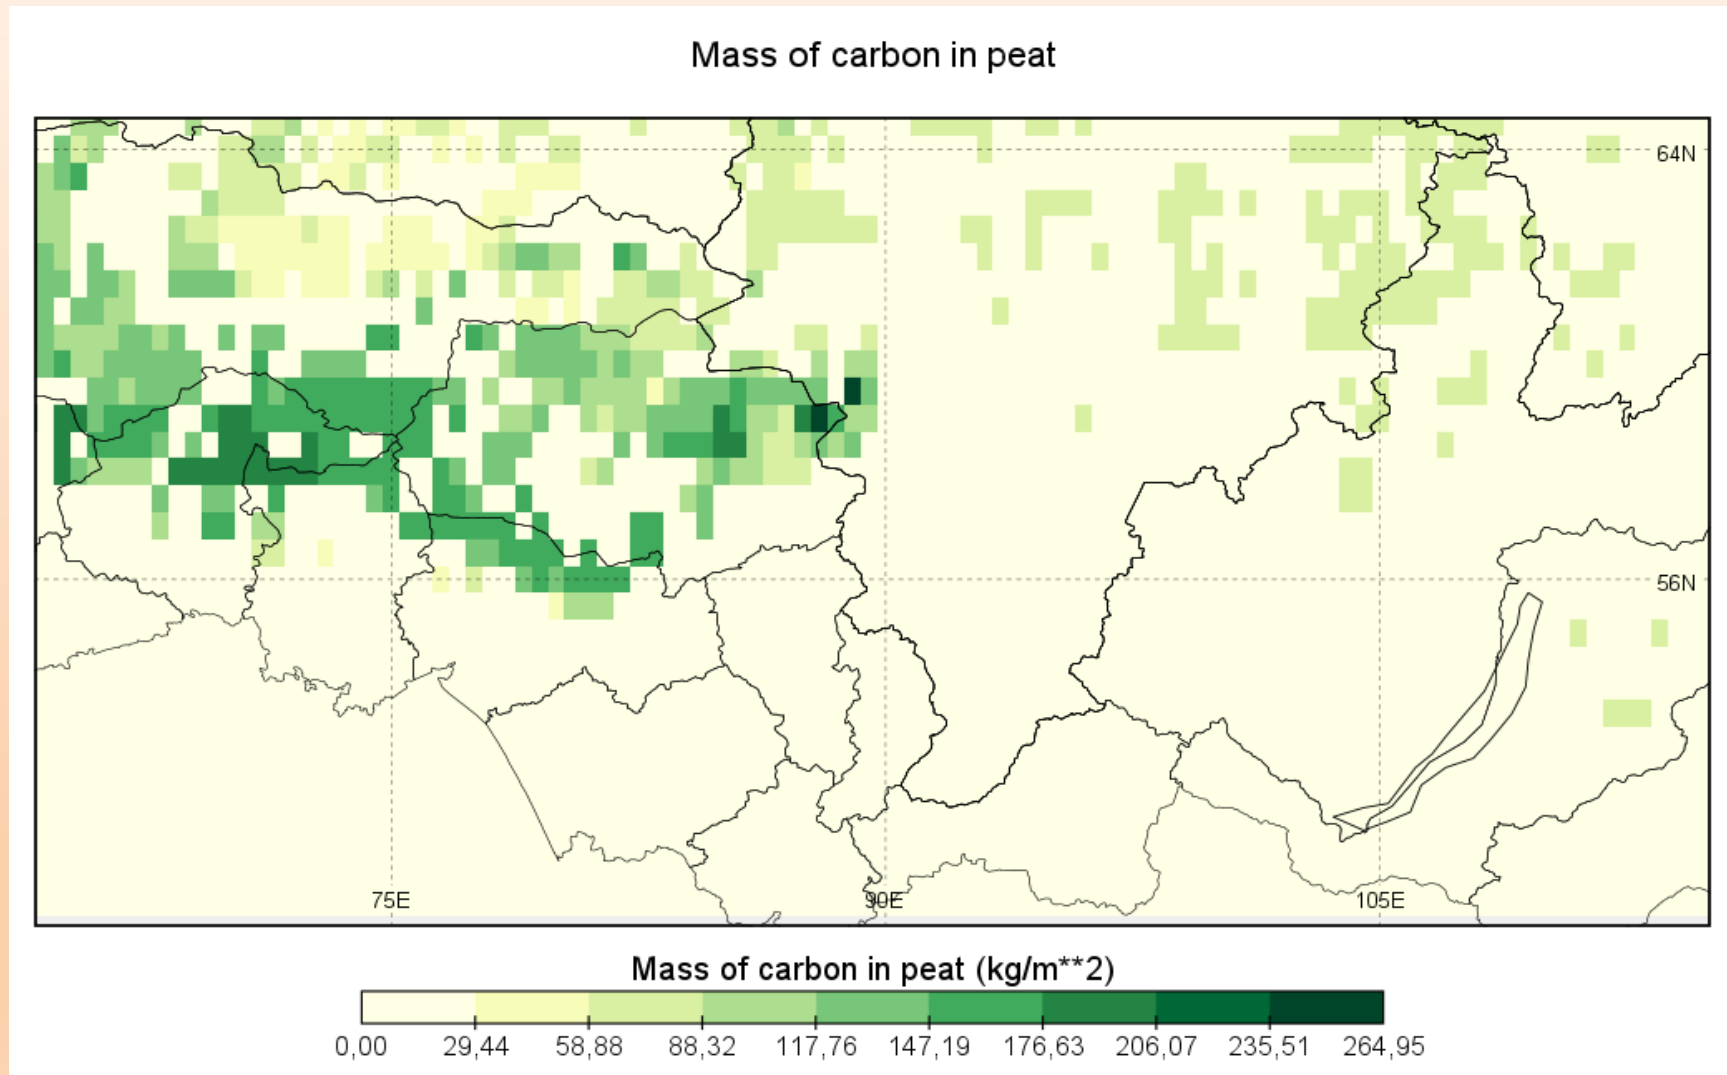 Mass of carbon in peat
64N
56N
75E 90E 105E
Mass of carbon in peat (kg/m**2)
0,00 29,44 58,88 88,32 117,76 147,19 176,63 206,07 235,51 264,95